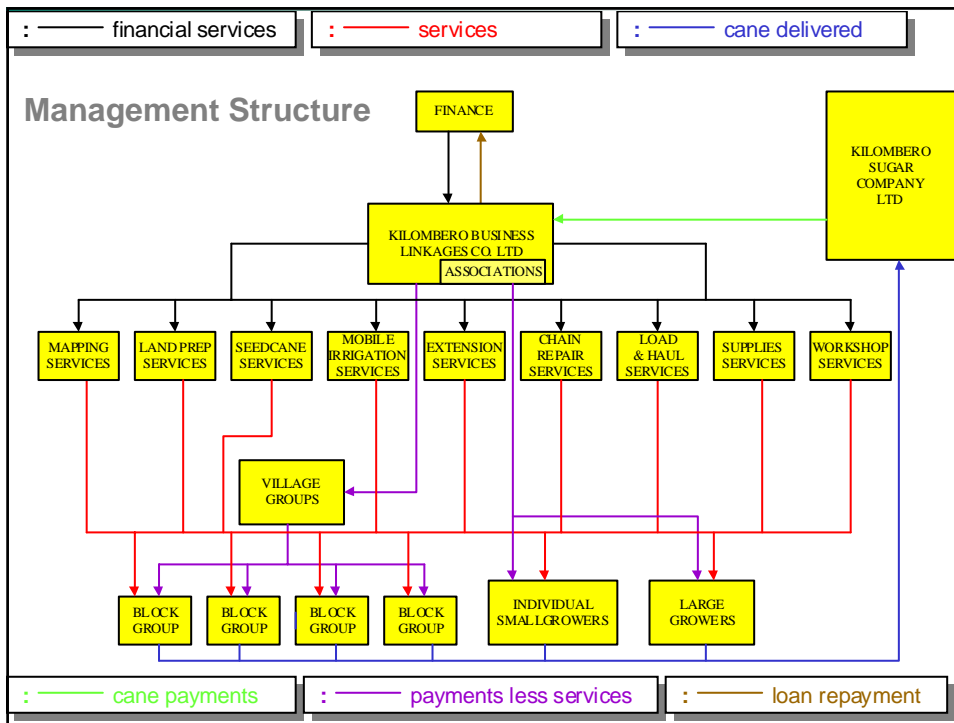 : financial services
: services
: cane delivered
Management Structure
FINANCE
KILOMBERO
SUGAR
COMPANY
LTD
KILOMBERO BUSINESS
LINKAGES CO. LTD
ASSOCIATIONS
MAPPING
SERVICES
LAND PREP
SERVICES
SEEDCANE
SERVICES
MOBILE
IRRIGATION
SERVICES
EXTENSION
SERVICES
CHAIN
REPAIR
SERVICES
LOAD
& HAUL
SERVICES
SUPPLIES
SERVICES
WORKSHOP
SERVICES
VILLAGE
GROUPS
BLOCK
GROUP
BLOCK
GROUP
BLOCK
GROUP
BLOCK
GROUP
INDIVIDUAL
SMALLGROWERS
LARGE
GROWERS
: cane payments
: payments less services
: loan repayment